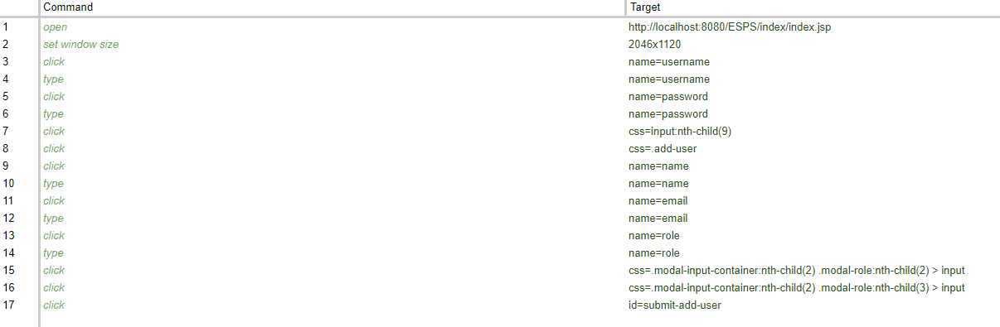 Command Target
1 open http://localhost:8080/ESPS/index/index.jsp
2 set window size 2046x1120
3 click name=username
4 type name=username
5 click name=password
6 type name=password
7 click css=input:nth-child(9)
8 click css=.add-user
9 click name=name
10 type name=name
11 click name=email
12 type name=email
13 click name=role
14 type name=role
15 click css=.modal-input-container:nth-child(2) .modal-role:nth-child(2) > input
16 click css=.modal-input-container:nth-child(2) .modal-role:nth-child(3) > input
17 click id=submit-add-user